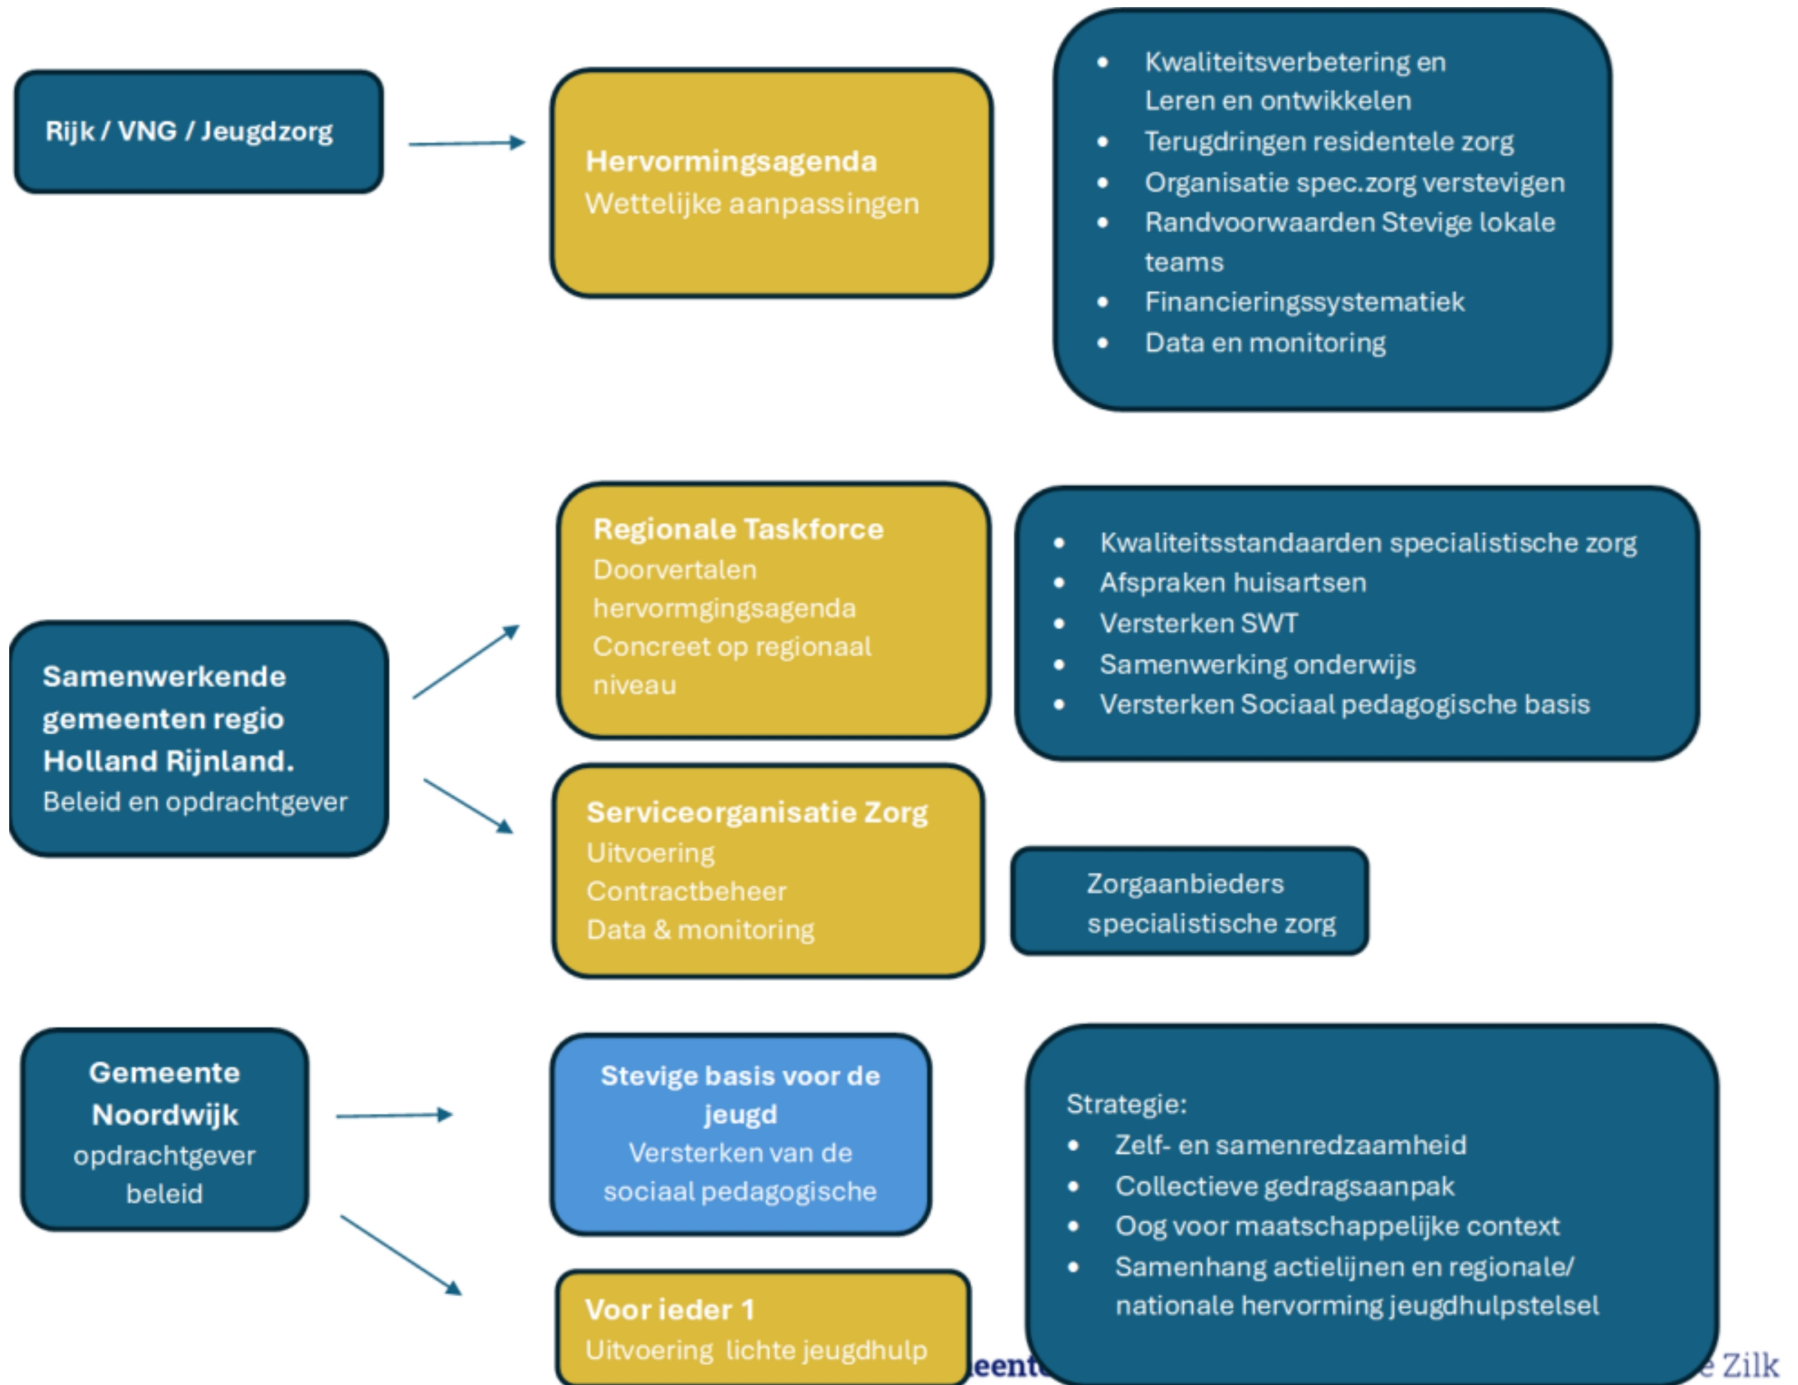 Rijk / VNG / Jeugdzorg
Hervormingsagenda
Wettelijke aanpassingen
• Kwaliteitsverbetering en
Leren en ontwikkelen
• Terugdringen residentele zorg
• Organisatie spec.zorg verstevigen
• Randvoorwaarden Stevige lokale
teams
• Financieringssystematiek
• Data en monitoring
Samenwerkende
gemeenten regio
Holland Rijnland.
Beleid en opdrachtgever
Regionale Taskforce
Doorvertalen
hervormgingsagenda
Concreet op regionaal
niveau
• Kwaliteitsstandaarden specialistische zorg
• Afspraken huisartsen
• Versterken SWT
• Samenwerking onderwijs
• Versterken Sociaal pedagogische basis
Serviceorganisatie Zorg
Uitvoering
Contractbeheer
Data & monitoring
Zorgaanbieders
specialistische zorg
Gemeente
Noordwijk
opdrachtgever
beleid
Stevige basis voor de
jeugd
Versterken van de
sociaal pedagogische
Voor ieder 1
Uitvoering lichte jeugdhulp
Strategie:
• Zelf- en samenredzaamheid
• Collectieve gedragsaanpak
• Oog voor maatschappelijke context
• Samenhang actielijnen en regionale/
nationale hervorming jeugdhulpstelsel
Zilk